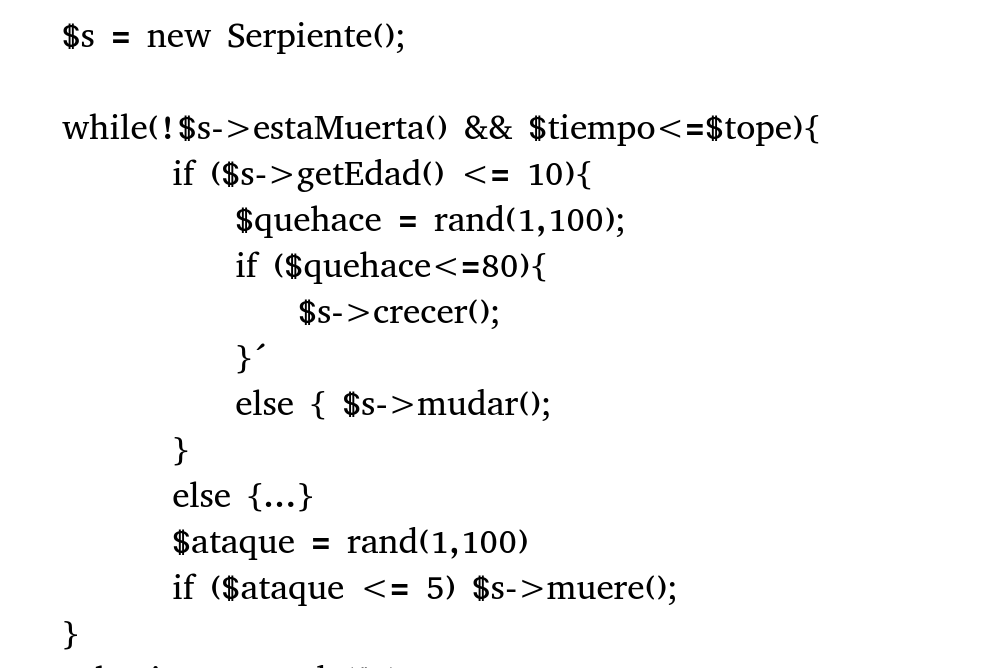 $s = new Serpiente();
while(!$s->estaMuerta() && $tiempo<=$tope){
if ($s->getEdad() <= 10){
$quehace = rand(1,100);
if ($quehace<=80){
$s->crecer();
}´
else { $s->mudar();
}
else {...}
$ataque = rand(1,100)
if ($ataque <= 5) $s->muere();
}